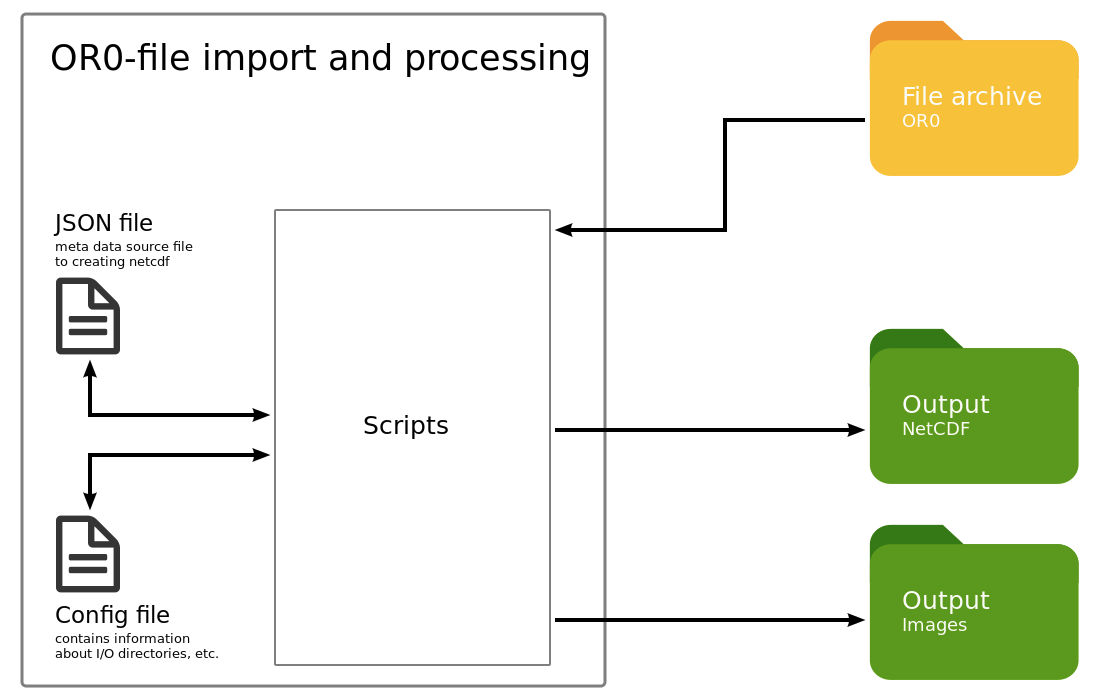 OR0-file import and processing
File archive
OR0
JSON file
meta data source file
to creating netcdf
Scripts
Output
NetCDF
Config file
contains information
about I/O directories, etc.
Output
Images